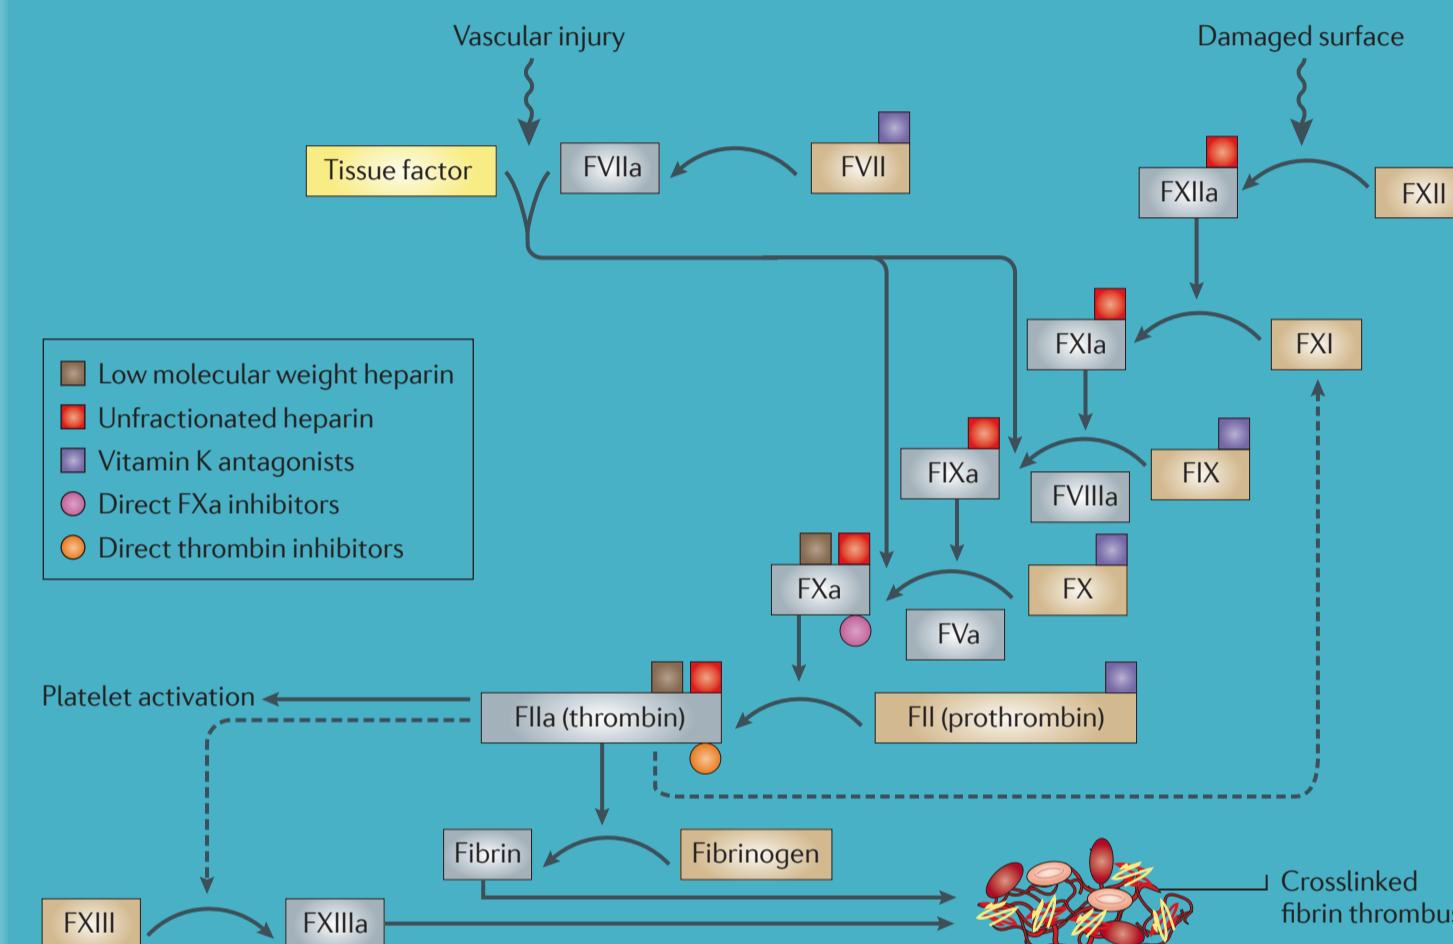 Vascular injury
Damaged surface
Tissue factor
FVIIa
FVII
FXIIa
FXII
FXIa
FXI
Low molecular weight heparin
Unfractionated heparin
Vitamin K antagonists
Direct FXa inhibitors
Direct thrombin inhibitors
FIXa
FVIIIa
FIX
FXa
FVa
FX
Platelet activation
FIIa (thrombin)
FII (prothrombin)
Fibrin
Fibrinogen
Crosslinked
fibrin thrombus
FXIII
FXIIIa